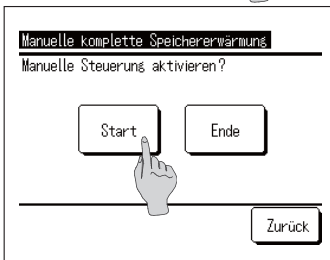 Manuelle komplette Speichererwärmung
Manuelle Steuerung aktivieren?
Start
Ende
Zurück